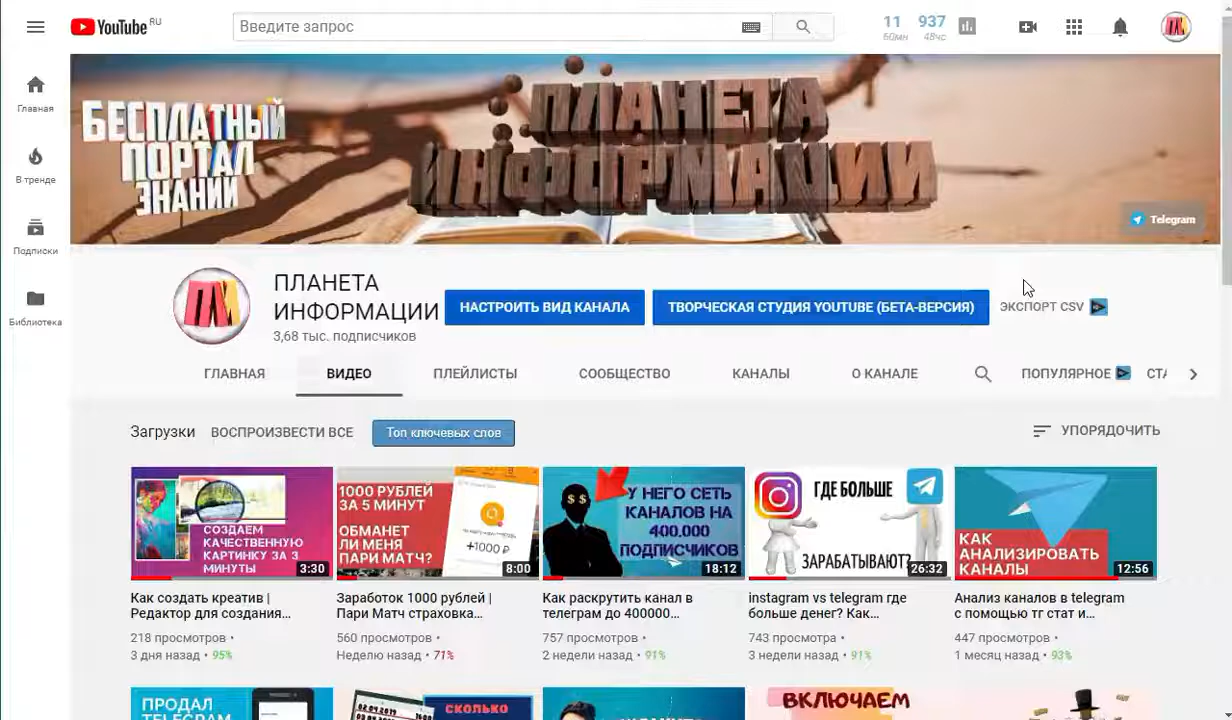 YouTube RU
Введите запрос
11 937
60мн 48чс
Главная
В тренде
Подписки
Библиотека
БЕСПЛАТНЫЙ
ПОРТАЛ
ЗНАНИЙ
ПЛАНЕТА
ИНФОРМАЦИИ
Telegram
ПЛАНЕТА
ИНФОРМАЦИИ
3,68 тыс. подписчиков
НАСТРОИТЬ ВИД КАНАЛА
ТВОРЧЕСКАЯ СТУДИЯ YOUTUBE (БЕТА-ВЕРСИЯ)
ЭКСПОРТ CSV
ГЛАВНАЯ ВИДЕО ПЛЕЙЛИСТЫ СООБЩЕСТВО КАНАЛЫ О КАНАЛЕ ПОПУЛЯРНОЕ СТА
Загрузки ВОСПРОИЗВЕСТИ ВСЕ Топ ключевых слов УПОРЯДОЧИТЬ
СОЗДАЕМ
КАЧЕСТВЕННУЮ
КАРТИНКУ ЗА 3
МИНУТЫ
3:30
Как создать креатив |
Редактор для создания...
218 просмотров •
3 дня назад • 95%
1000 РУБЛЕЙ
ЗА 5 МИНУТ
ОБМАНЕТ
ЛИ МЕНЯ
ПАРИ МАТЧ?
+1000 ₽
8:00
Заработок 1000 рублей |
Пари Матч страховка...
560 просмотров •
Неделю назад • 71%
У НЕГО СЕТЬ
КАНАЛОВ НА
400.000
ПОДПИСЧИКОВ
18:12
Как раскрутить канал в
телеграм до 400000...
757 просмотров •
2 недели назад • 91%
ГДЕ БОЛЬШЕ
ЗАРАБАТЫВАЮТ?
26:32
instagram vs telegram где
больше денег? Как...
743 просмотра •
3 недели назад • 91%
КАК
АНАЛИЗИРОВАТЬ
КАНАЛЫ
12:56
Анализ каналов в telegram
с помощью тг стат и...
447 просмотров •
1 месяц назад • 93%
ПРОДАЛ
СКОЛЬКО
ВКЛЮЧАЕМ